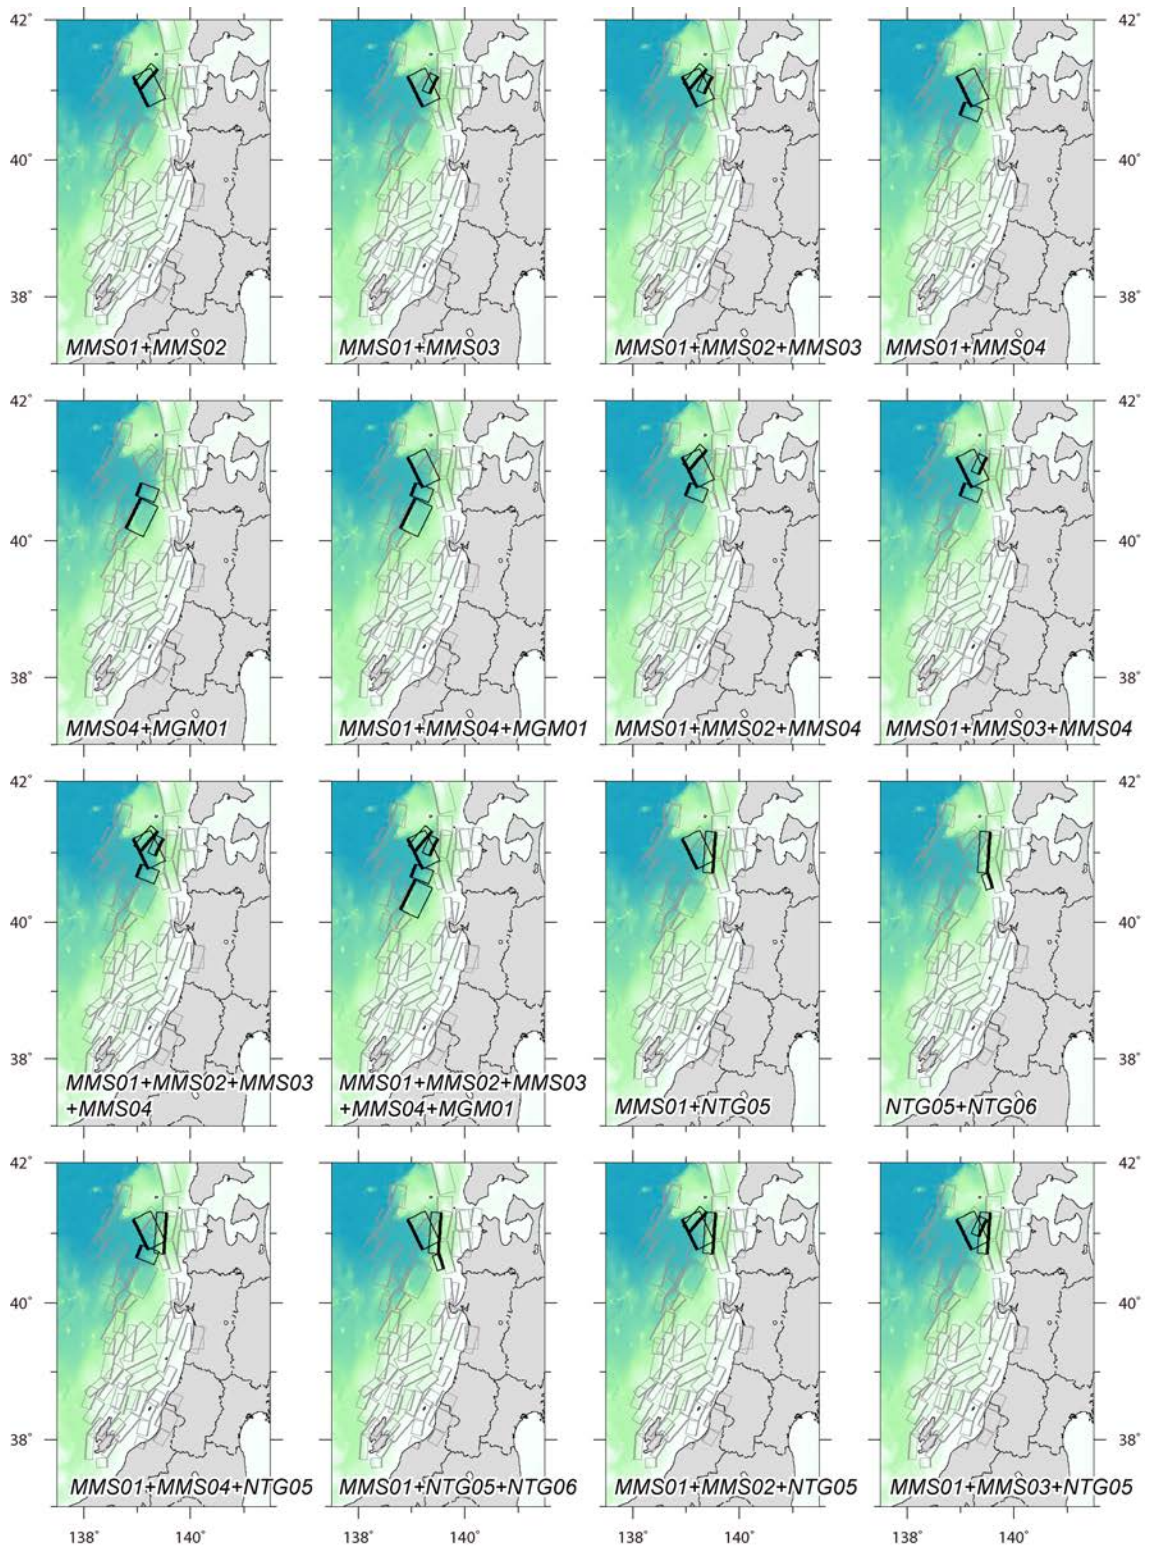 42˚ 42˚
40˚ 40˚
38˚ 38˚
MMS01+MMS02 MMS01+MMS03 MMS01+MMS02+MMS03 MMS01+MMS04
42˚ 42˚
40˚ 40˚
38˚ 38˚
MMS04+MGM01 MMS01+MMS04+MGM01 MMS01+MMS02+MMS04 MMS01+MMS03+MMS04
42˚ 42˚
40˚ 40˚
38˚ 38˚
MMS01+MMS02+MMS03
+MMS04
MMS01+MMS02+MMS03
+MMS04+MGM01
MMS01+NTG05 NTG05+NTG06
42˚ 42˚
40˚ 40˚
38˚ 38˚
MMS01+MMS04+NTG05 MMS01+NTG05+NTG06 MMS01+MMS02+NTG05 MMS01+MMS03+NTG05
138˚ 140˚ 138˚ 140˚ 138˚ 140˚ 138˚ 140˚